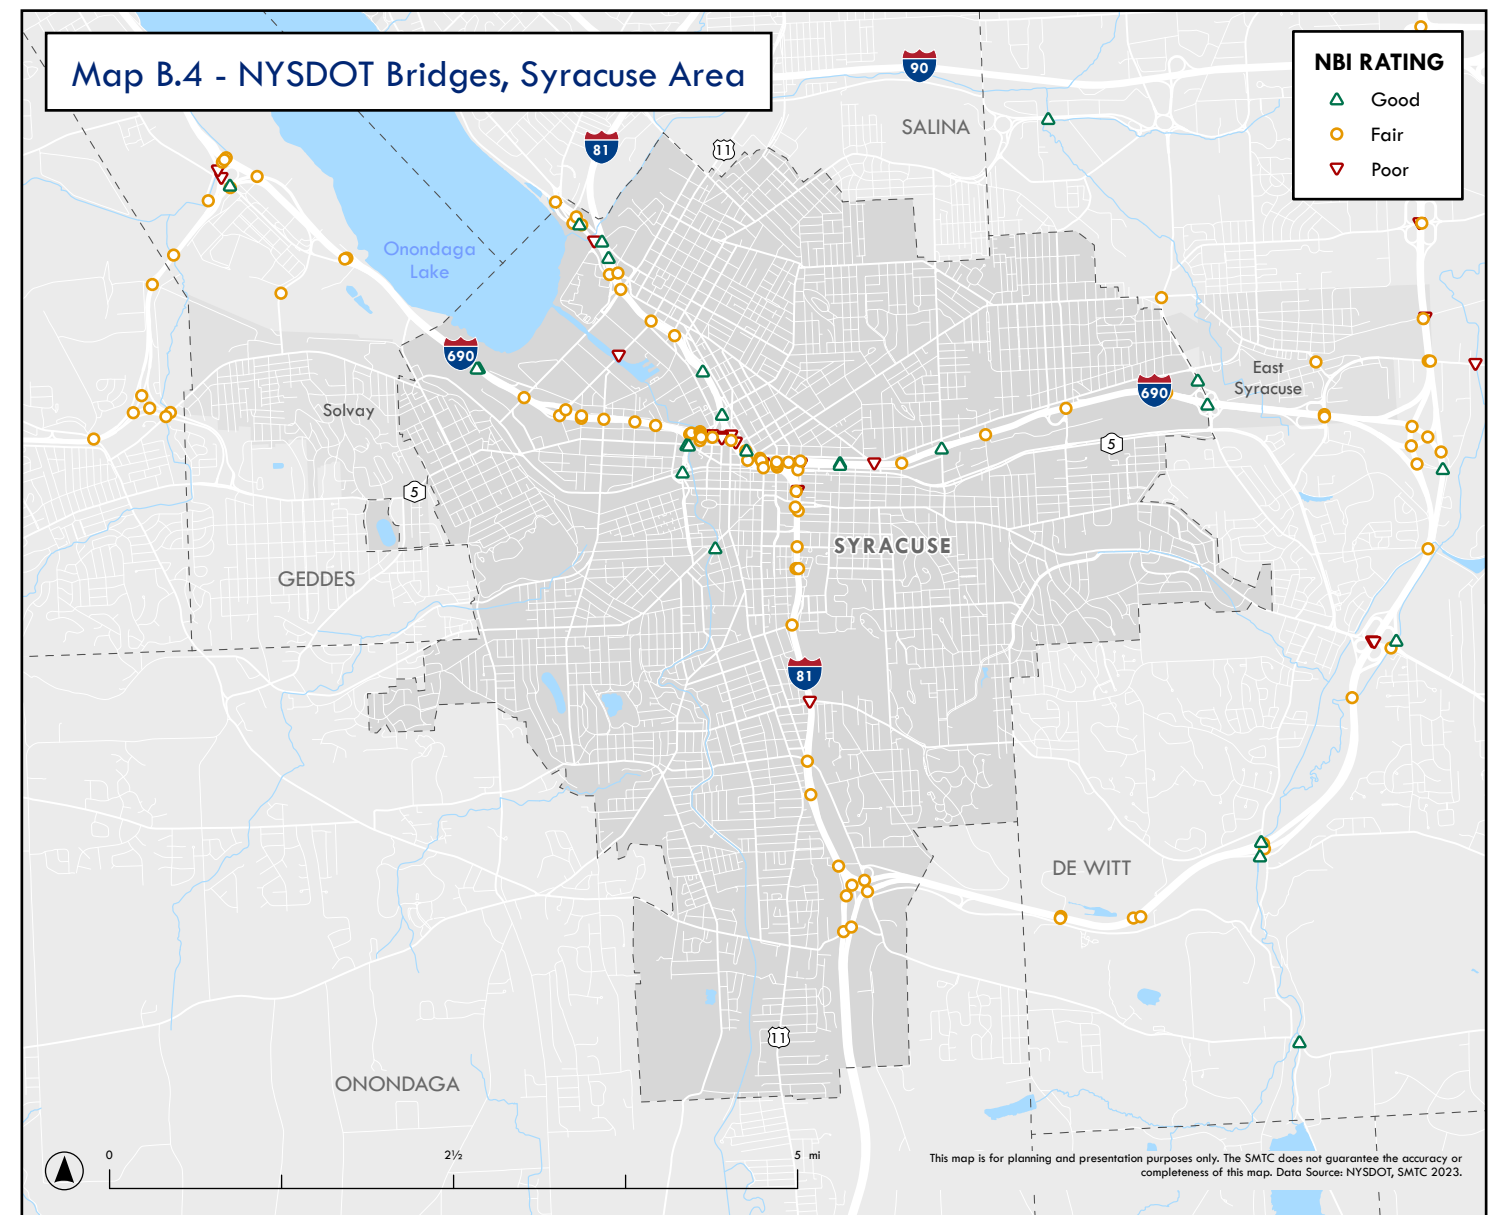 Map B.4 - NYSDOT Bridges, Syracuse Area
NBI RATING
Good
Fair
Poor
90
SALINA
81
11
Onondaga
Lake
690
East
Syracuse
690
Solvay
5
5
SYRACUSE
GEDDES
81
DE WITT
11
ONONDAGA
0
2½
5 mi
This map is for planning and presentation purposes only. The SMTC does not guarantee the accuracy or
completeness of this map. Data Source: NYSDOT, SMTC 2023.